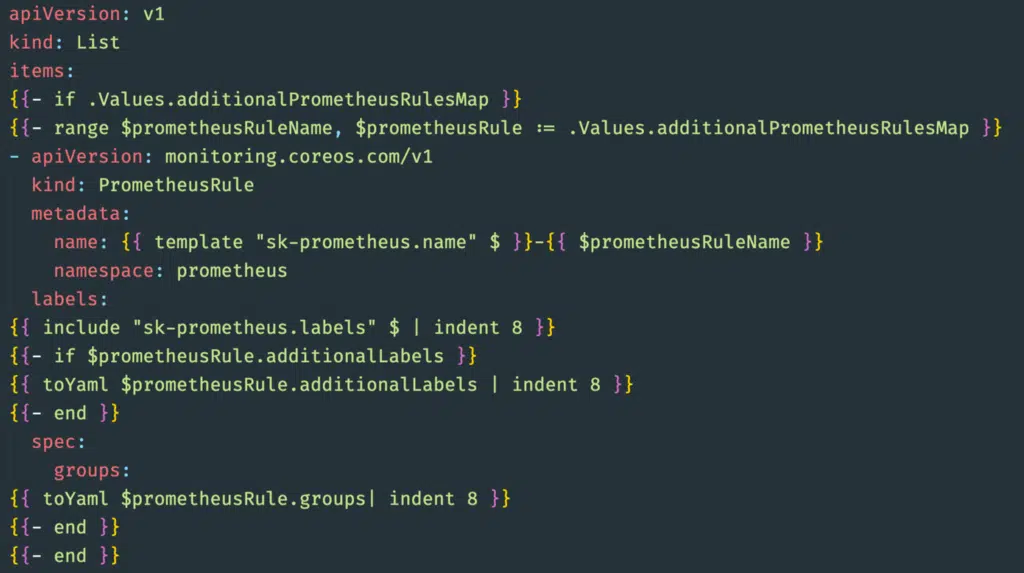 apiVersion: v1
kind: List
items:
{{- if .Values.additionalPrometheusRulesMap }}
{{- range $prometheusRuleName, $prometheusRule := .Values.additionalPrometheusRulesMap }}
- apiVersion: monitoring.coreos.com/v1
  kind: PrometheusRule
  metadata:
    name: {{ template "sk-prometheus.name" $ }}-{{ $prometheusRuleName }}
    namespace: prometheus
  labels:
{{ include "sk-prometheus.labels" $ | indent 8 }}
{{- if $prometheusRule.additionalLabels }}
{{ toYaml $prometheusRule.additionalLabels | indent 8 }}
{{- end }}
  spec:
    groups:
{{ toYaml $prometheusRule.groups| indent 8 }}
{{- end }}
{{- end }}